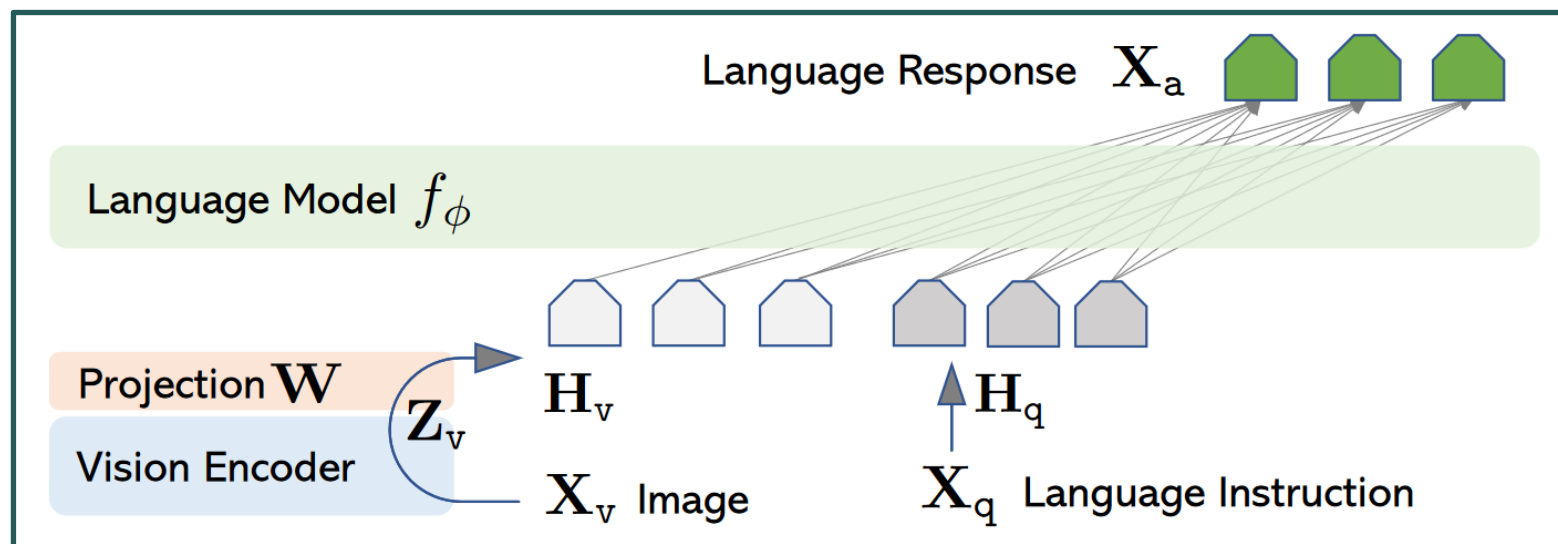 Language Response X_a
Language Model f_ϕ
Projection W
Z_v
H_v
H_q
Vision Encoder
X_v Image
X_q Language Instruction